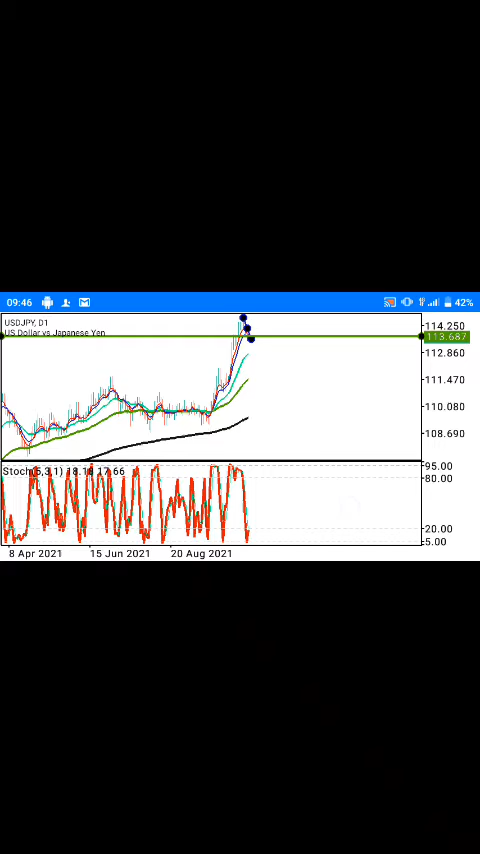 09:46 42%
USDJPY, D1
US Dollar vs Japanese Yen
114.250
113.687
112.860
111.470
110.080
108.690
Stoch(5,3,1) 18.18 17.66
95.00
80.00
20.00
5.00
8 Apr 2021 15 Jun 2021 20 Aug 2021